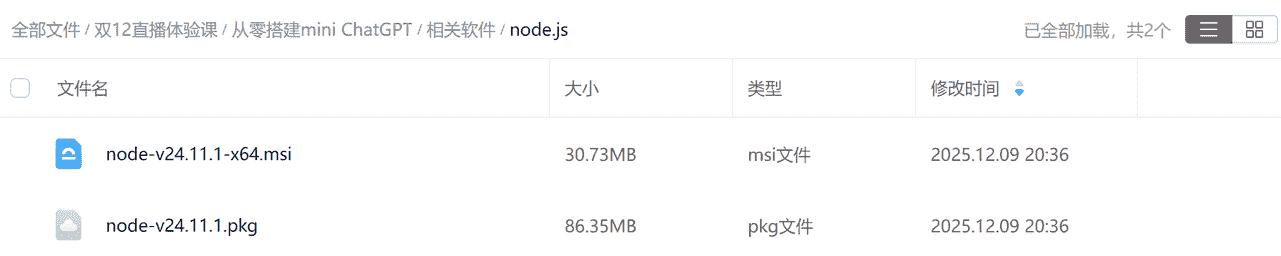 全部文件 / 双12直播体验课 / 从零搭建mini ChatGPT / 相关软件 / node.js 已全部加载，共2个
文件名 大小 类型 修改时间
node-v24.11.1-x64.msi 30.73MB msi文件 2025.12.09 20:36
node-v24.11.1.pkg 86.35MB pkg文件 2025.12.09 20:36